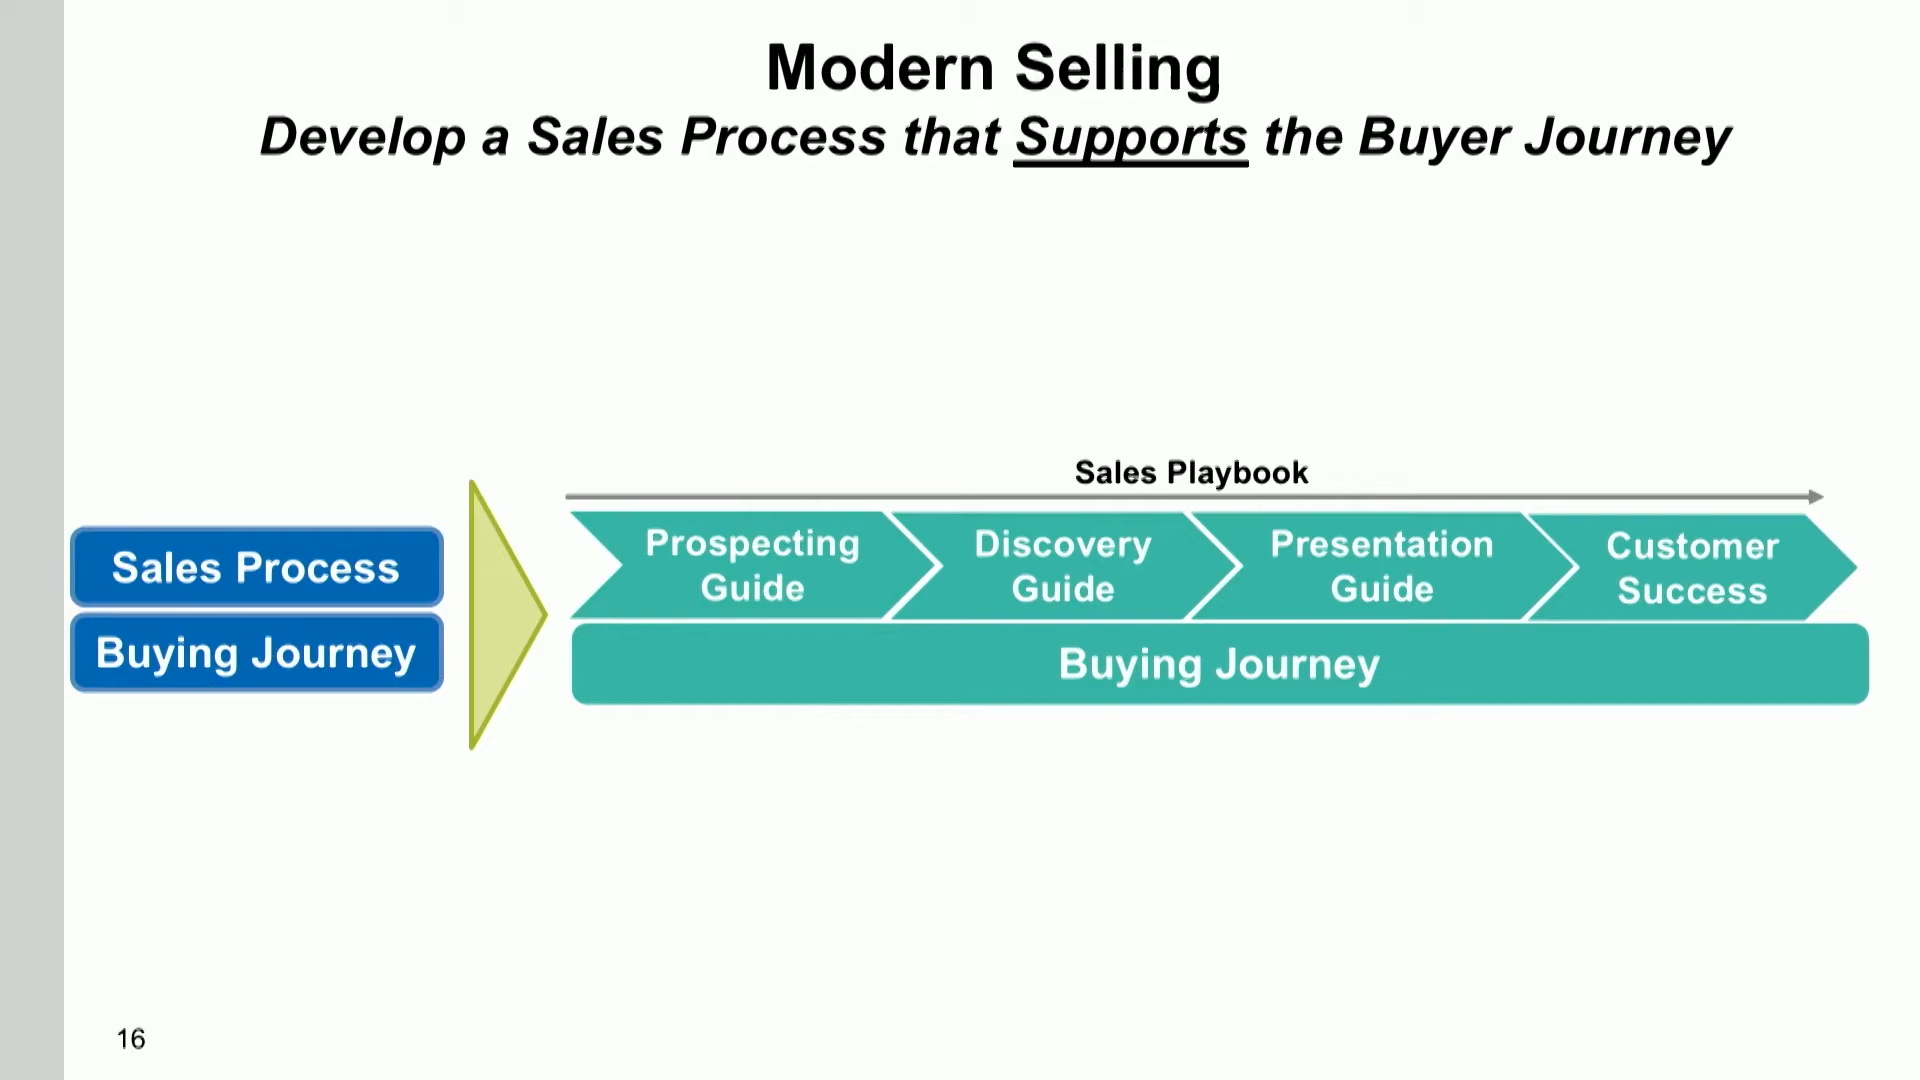 Modern Selling
Develop a Sales Process that Supports the Buyer Journey
Sales Playbook
Sales Process
Buying Journey
Prospecting
Guide
Discovery
Guide
Presentation
Guide
Customer
Success
Buying Journey
16